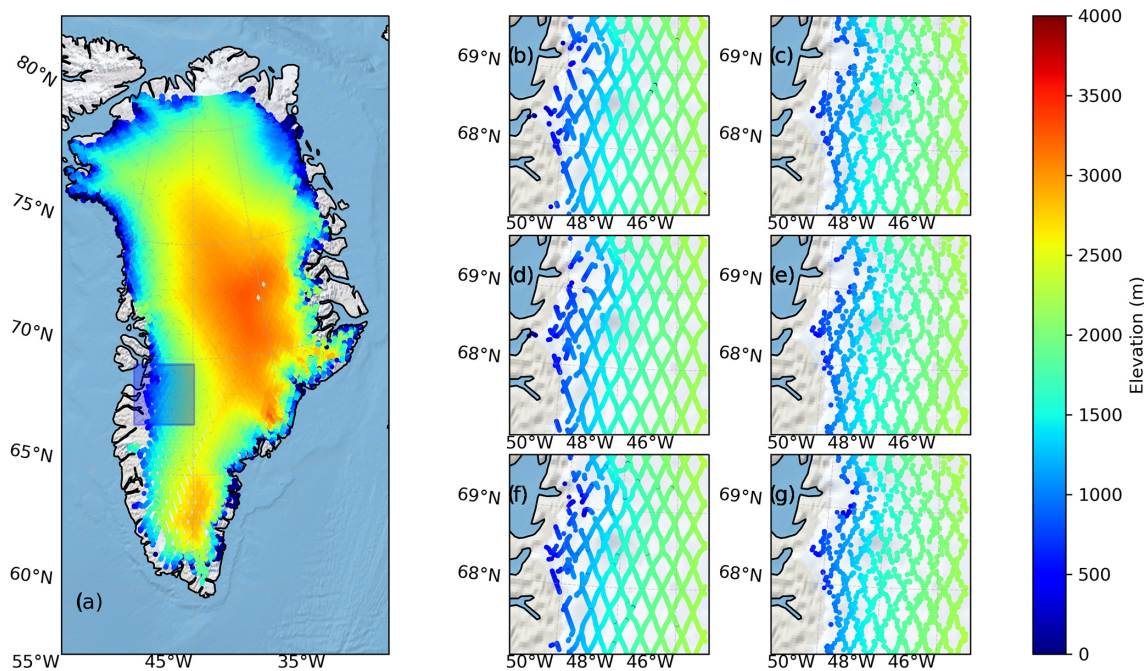 80°N
75°N
70°N
65°N
60°N
55°W
45°W
35°W
(a)
69°N
68°N
50°W
48°W
46°W
(b)
50°W
48°W
46°W
(c)
69°N
68°N
69°N
68°N
50°W
48°W
46°W
(d)
50°W
48°W
46°W
(e)
69°N
68°N
69°N
68°N
50°W
48°W
46°W
(f)
50°W
48°W
46°W
(g)
69°N
68°N
4000
3500
3000
2500
2000
1500
1000
500
0
Elevation (m)